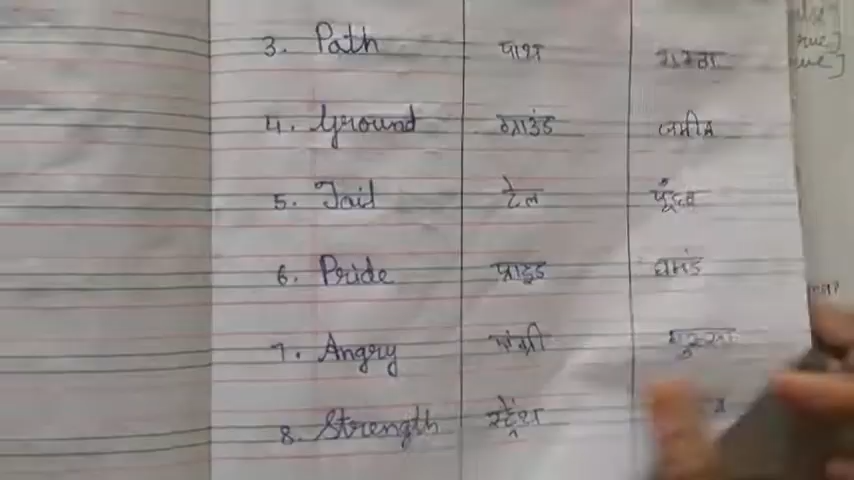 3. Path पाथ रास्ता
4. Ground ग्राउंड जमीन
5. Tail टेल पूँछ
6. Pride प्राइड घमंड
7. Angry एंग्री गुस्सा
8. Strength